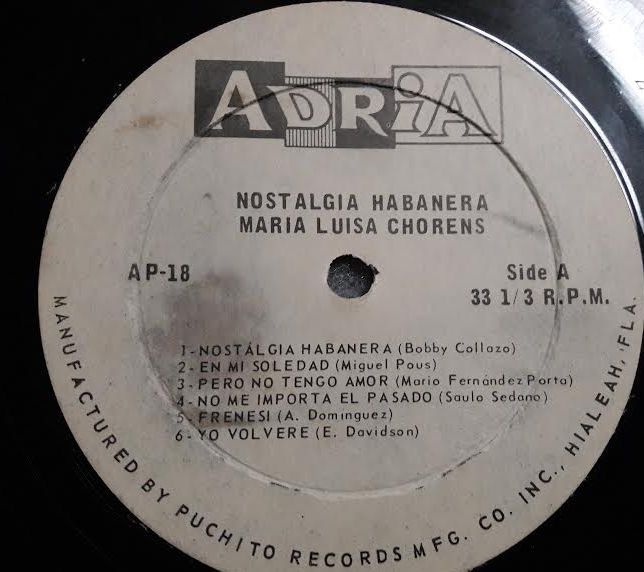 ADRiA
NOSTALGIA HABANERA
MARIA LUISA CHORENS
AP-18
Side A
33 1/3 R.P.M.
1-NOSTÁLGIA HABANERA (Bobby Collazo)
2-EN MI SOLEDAD (Miguel Pous)
3-PERO NO TENGO AMOR (Mario Fernández Porta)
4-NO ME IMPORTA EL PASADO (Saulo Sedano)
5-FRENESI (A. Dominguez)
6-YO VOLVERE (E. Davidson)
MANUFACTURED BY PUCHITO RECORDS MFG. CO. INC., HIALEAH, FLA.